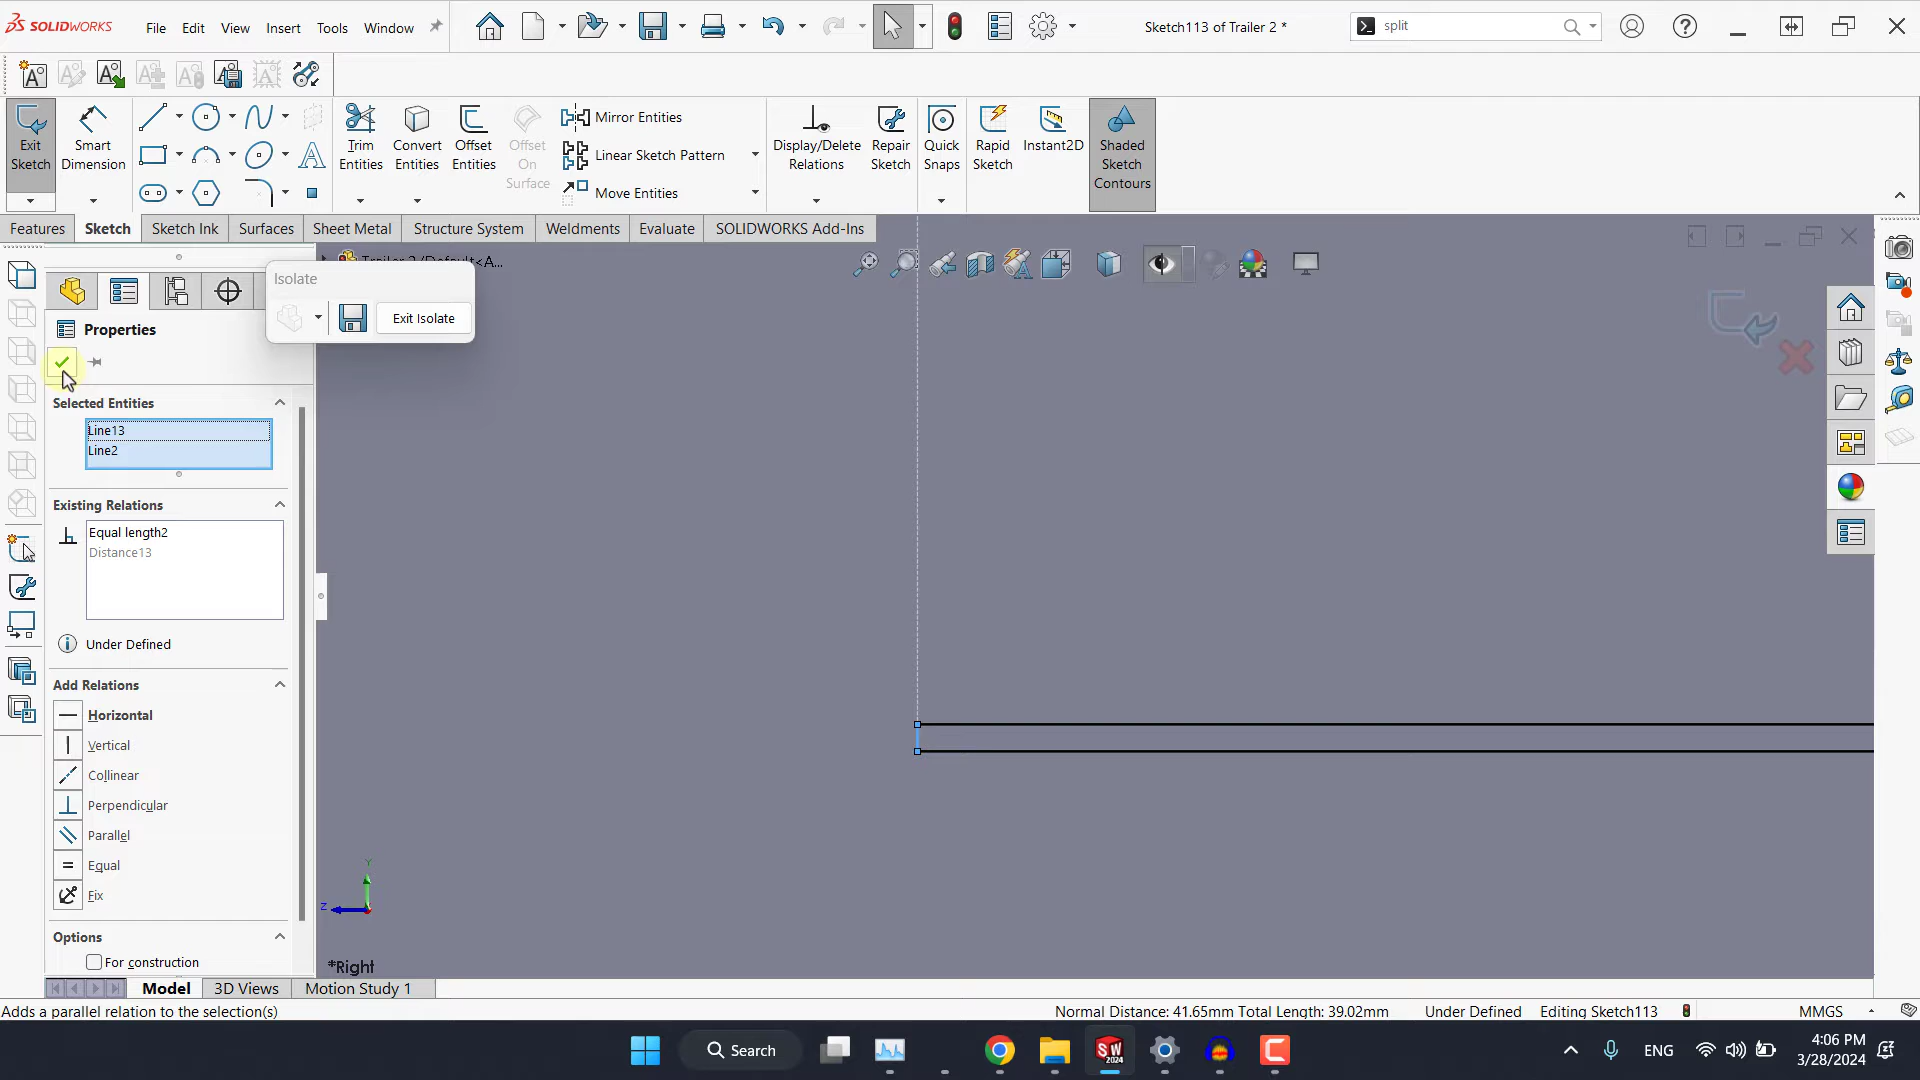 SOLIDWORKS File Edit View Insert Tools Window Sketch113 of Trailer 2 * split
Exit Sketch
Smart Dimension
Trim Entities
Convert Entities
Offset Entities
Offset On Surface
Mirror Entities
Linear Sketch Pattern
Move Entities
Display/Delete Relations
Repair Sketch
Quick Snaps
Rapid Sketch
Instant2D
Shaded Sketch Contours
Features Sketch Sketch Ink Surfaces Sheet Metal Structure System Weldments Evaluate SOLIDWORKS Add-Ins
Trailer 2 (Default<A...
Isolate
Exit Isolate
Properties
Selected Entities
Line13
Line2
Existing Relations
Equal length2
Distance13
Under Defined
Add Relations
Horizontal
Vertical
Collinear
Perpendicular
Parallel
Equal
Fix
Options
For construction
Y
Z
*Right
Model 3D Views Motion Study 1
Adds a parallel relation to the selection(s) Normal Distance: 41.65mm Total Length: 39.02mm Under Defined Editing Sketch113 MMGS
Search
SW 2024
ENG
4:06 PM
3/28/2024